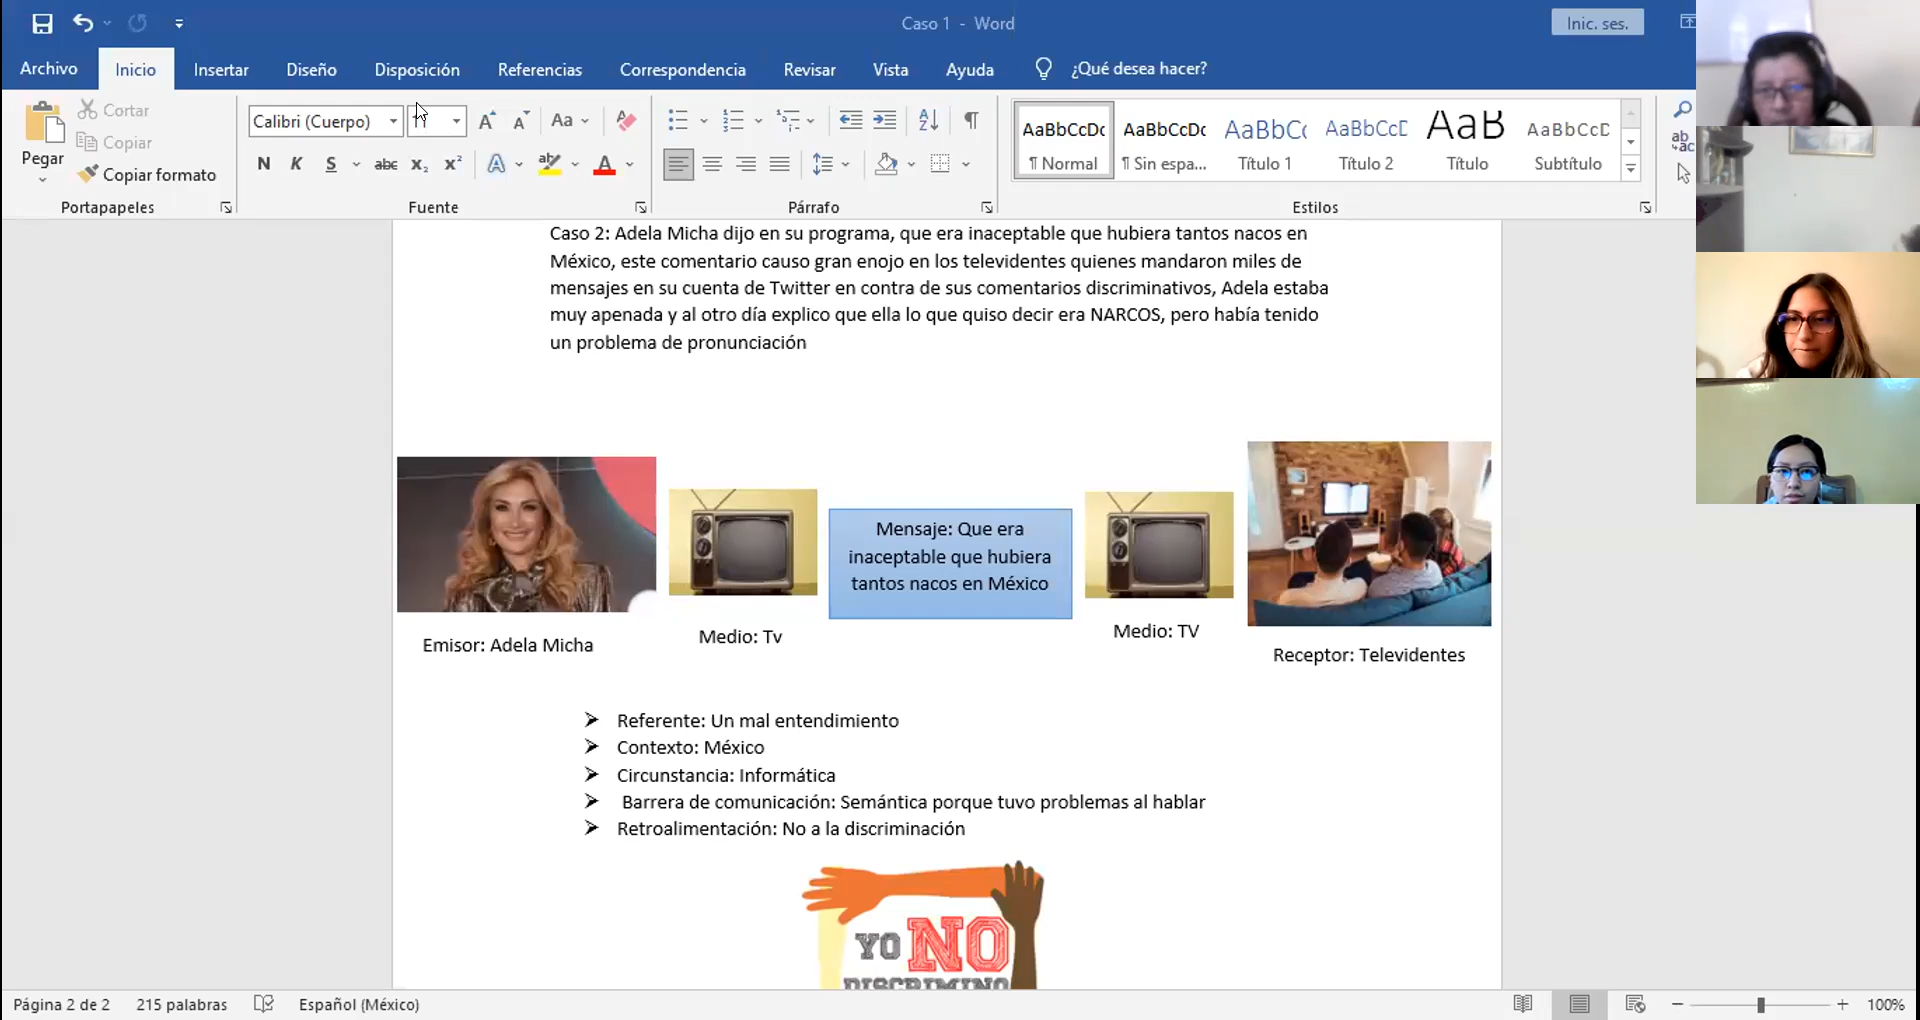 Caso 1 - Word
Inic. ses.
Archivo
Inicio
Insertar
Diseño
Disposición
Referencias
Correspondencia
Revisar
Vista
Ayuda
¿Qué desea hacer?
Pegar
Cortar
Copiar
Copiar formato
Portapapeles
Calibri (Cuerpo)
11
Aa
N K S abc x₂ x² A A
Fuente
Párrafo
AaBbCcDc
¶ Normal
AaBbCcDc
¶ Sin espa...
AaBbCc
Título 1
AaBbCcD
Título 2
AaB
Título
AaBbCcD
Subtítulo
Estilos
Caso 2: Adela Micha dijo en su programa, que era inaceptable que hubiera tantos nacos en
México, este comentario causo gran enojo en los televidentes quienes mandaron miles de
mensajes en su cuenta de Twitter en contra de sus comentarios discriminativos, Adela estaba
muy apenada y al otro día explico que ella lo que quiso decir era NARCOS, pero había tenido
un problema de pronunciación
Mensaje: Que era
inaceptable que hubiera
tantos nacos en México
Emisor: Adela Micha
Medio: Tv
Medio: TV
Receptor: Televidentes
➢ Referente: Un mal entendimiento
➢ Contexto: México
➢ Circunstancia: Informática
➢ Barrera de comunicación: Semántica porque tuvo problemas al hablar
➢ Retroalimentación: No a la discriminación
YO NO
DISCRIMINO
Página 2 de 2
215 palabras
Español (México)
100%